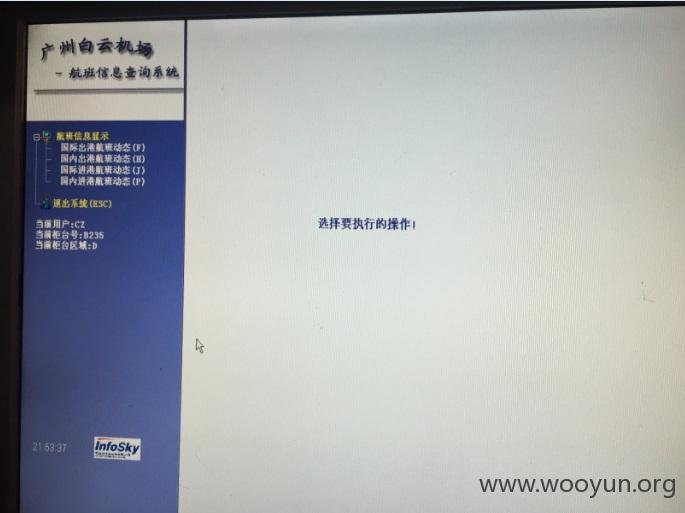 广州白云机场
- 航班信息查询系统
航班信息显示
国际出港航班动态(F)
国内出港航班动态(H)
国际进港航班动态(J)
国内进港航班动态(P)
退出系统(ESC)
当前用户:CZ
当前柜台号:B235
当前柜台区域:D
选择要执行的操作!
21:53:37
InfoSky
www.wooyun.org